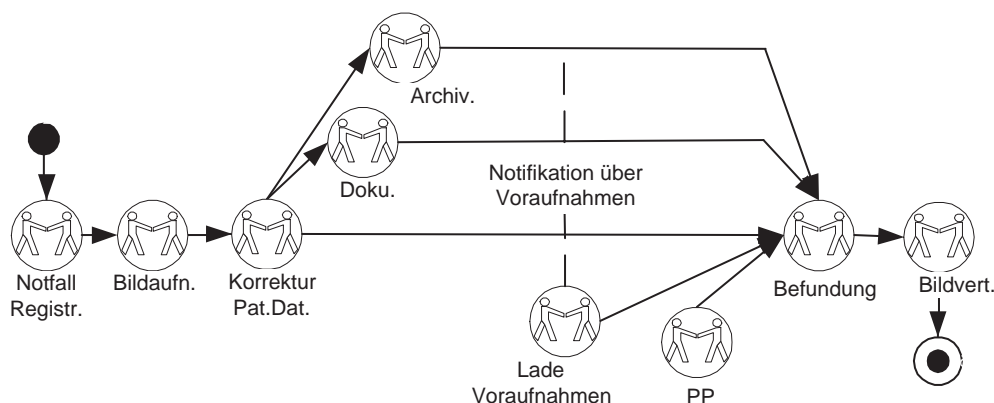 Archiv.
Doku.
Notifikation über
Voraufnahmen
Notfall
Registr.
Bildaufn.
Korrektur
Pat.Dat.
Befundung
Bildvert.
Lade
Voraufnahmen
PP